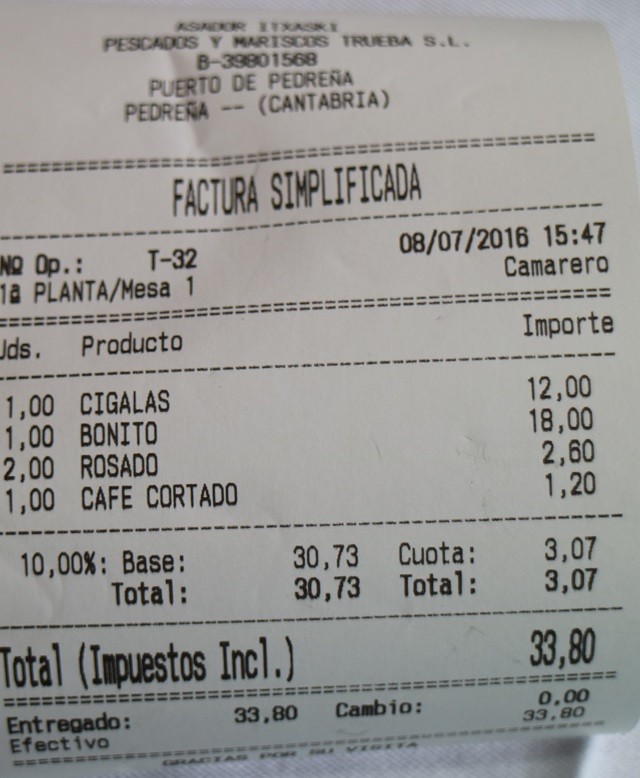 ASADOR ITXASKI
PESCADOS Y MARISCOS TRUEBA S.L.
B-39801568
PUERTO DE PEDREÑA
PEDREÑA -- (CANTABRIA)
FACTURA SIMPLIFICADA
Nº Op.: T-32 08/07/2016 15:47
1ª PLANTA/Mesa 1 Camarero
Uds. Producto Importe
1,00 CIGALAS 12,00
1,00 BONITO 18,00
2,00 ROSADO 2,60
1,00 CAFE CORTADO 1,20
10,00%: Base: 30,73 Cuota: 3,07
Total: 30,73 Total: 3,07
Total (Impuestos Incl.) 33,80
Entregado: 33,80 Cambio: 0,00
Efectivo 33,80
GRACIAS POR SU VISITA